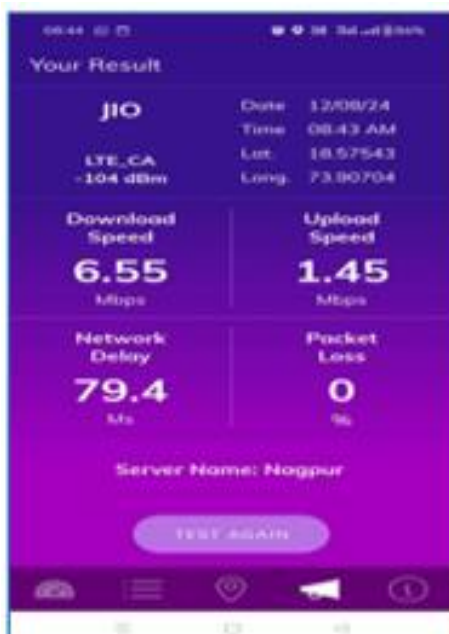 08:44
Your Result
JIO
LTE_CA
-104 dBm
Date 12/08/24
Time 08:43 AM
Lat. 18.57543
Long. 73.90704
Download
Speed
6.55
Mbps
Upload
Speed
1.45
Mbps
Network
Delay
79.4
Ms
Packet
Loss
0
%
Server Name: Nagpur
TEST AGAIN